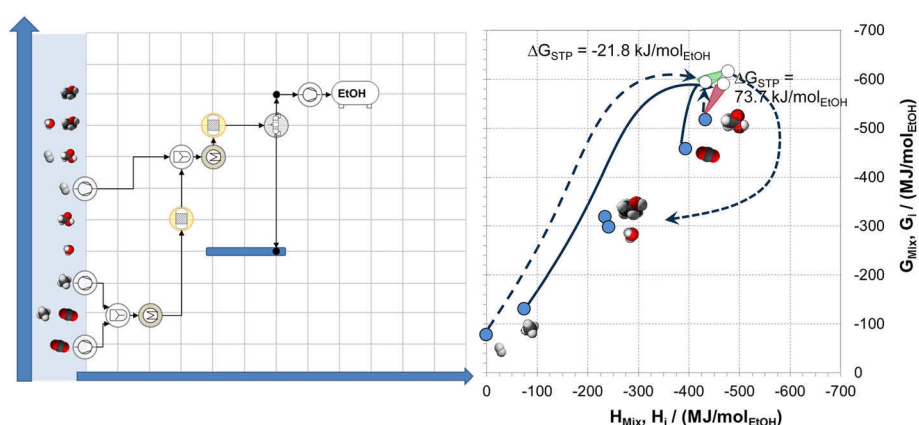 EtOH
M
M
ΔG_STP = -21.8 kJ/mol_EtOH
ΔG_STP =
73.7 kJ/mol_EtOH
-700
-600
-500
-400
-300
-200
-100
0
G_Mix, G_i / (MJ/mol_EtOH)
0 -100 -200 -300 -400 -500 -600 -700
H_Mix, H_i / (MJ/mol_EtOH)